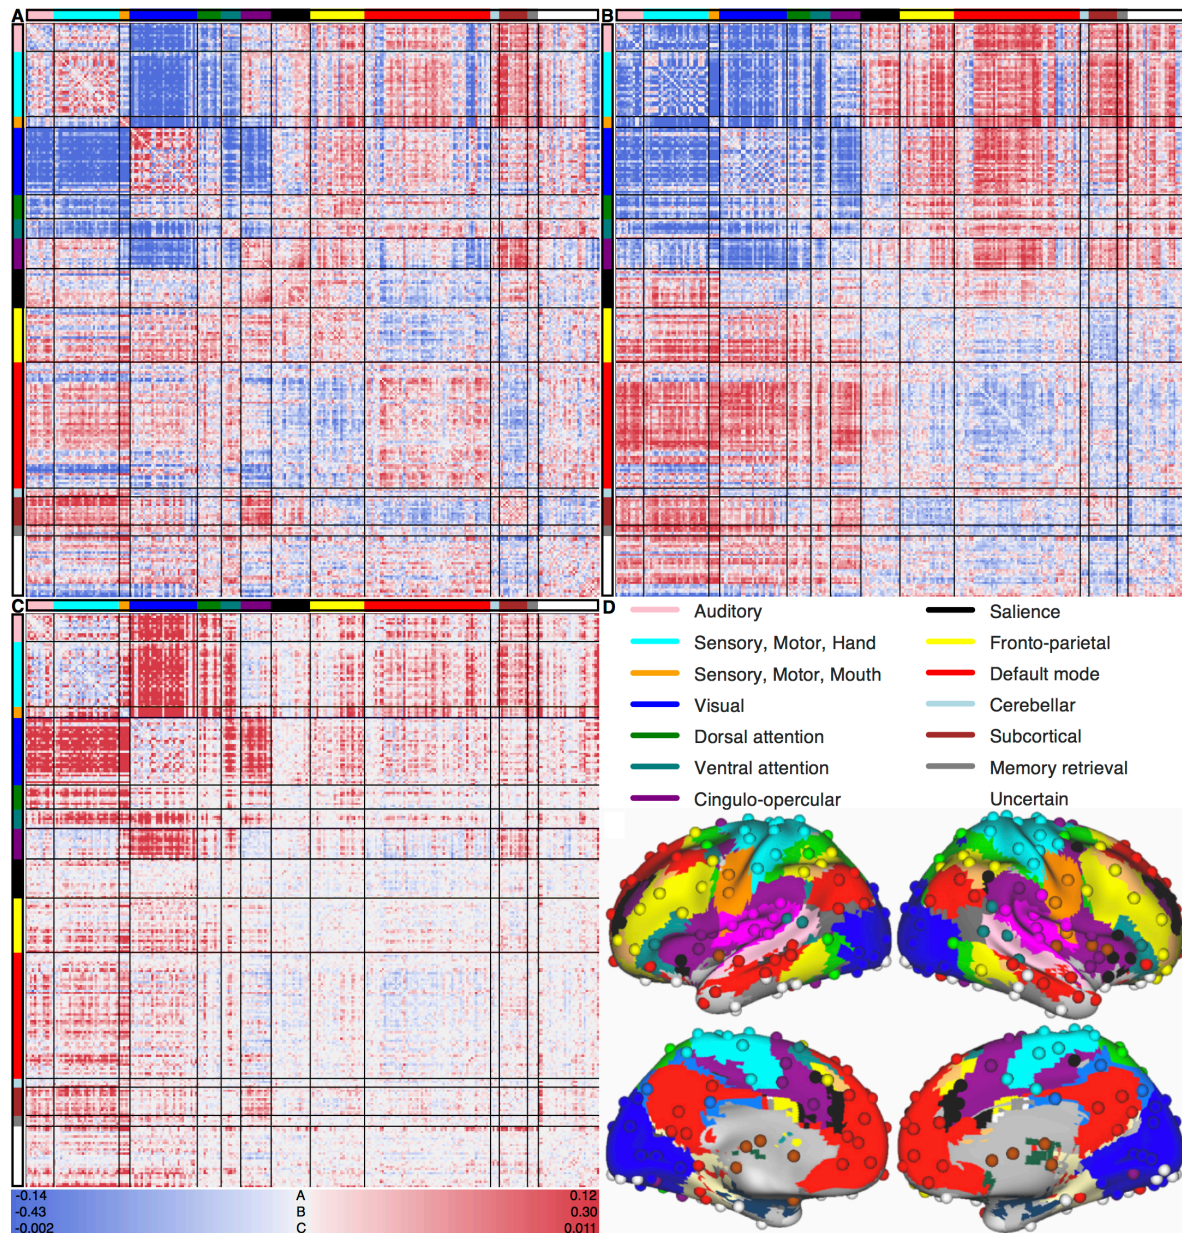 A
B
C
D
Auditory
Sensory, Motor, Hand
Sensory, Motor, Mouth
Visual
Dorsal attention
Ventral attention
Cingulo-opercular
Salience
Fronto-parietal
Default mode
Cerebellar
Subcortical
Memory retrieval
Uncertain
-0.14 A 0.12
-0.43 B 0.30
-0.002 C 0.011